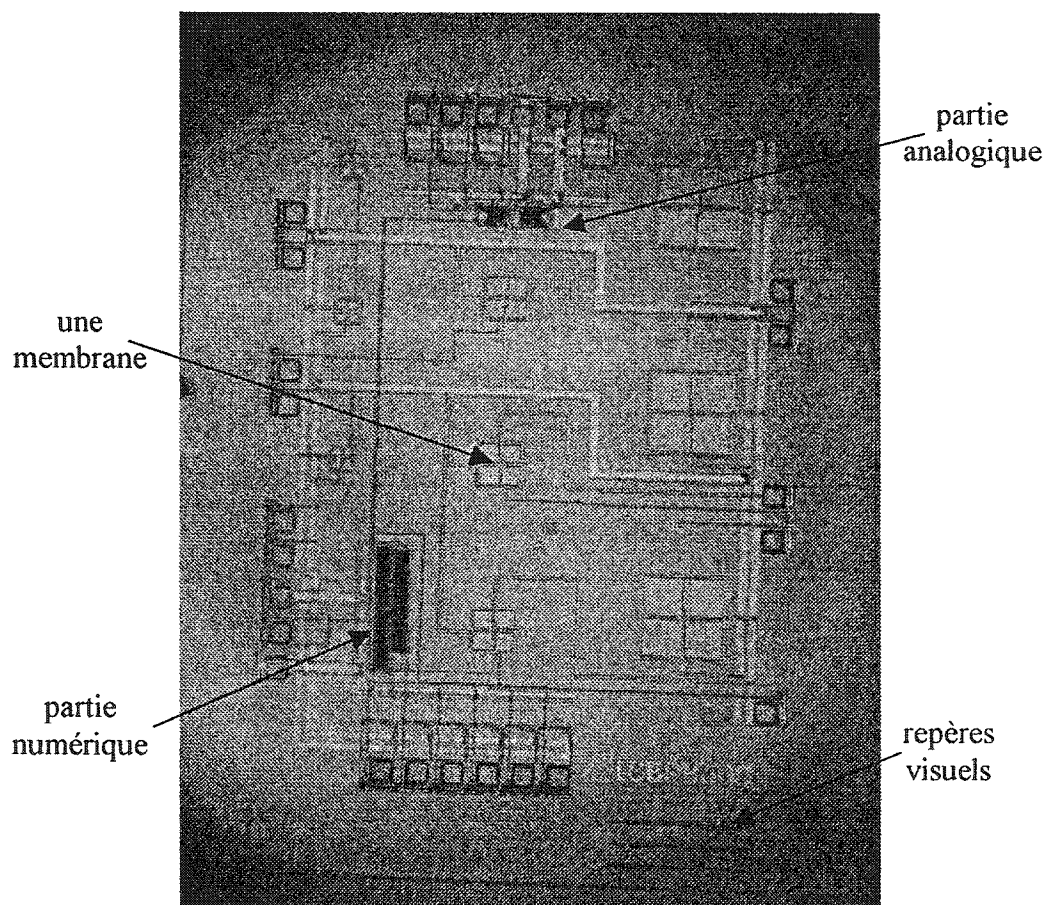 partie
analogique
une
membrane
partie
numérique
repères
visuels